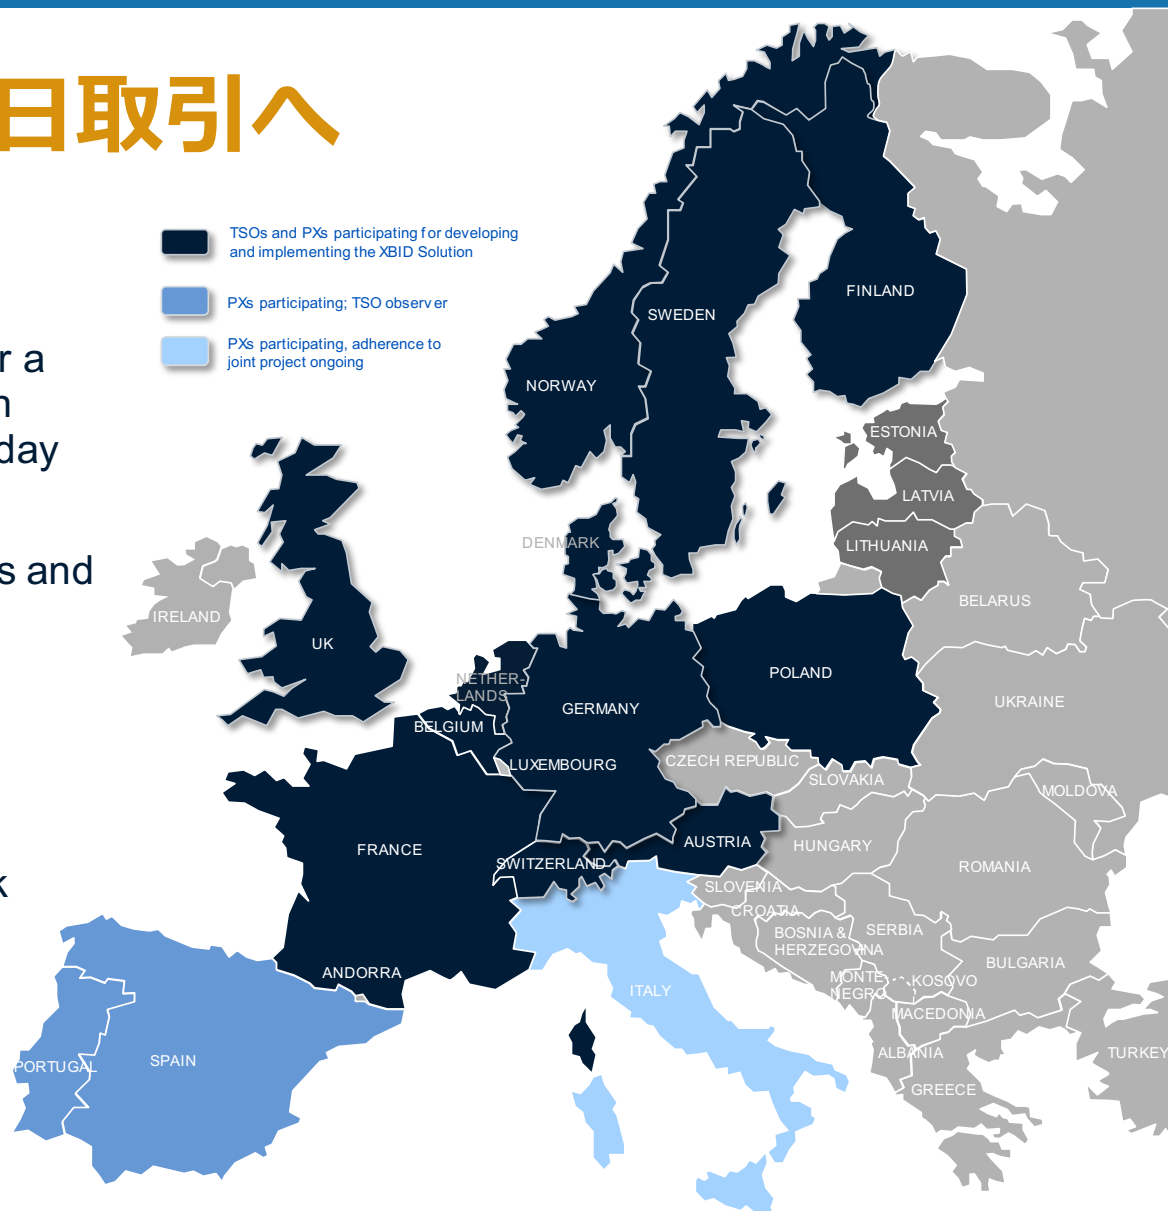 日取引へ
TSOs and PXs participating for developing
and implementing the XBID Solution
PXs participating; TSO observer
PXs participating, adherence to
joint project ongoing
r a
day
s and
FINLAND
SWEDEN
NORWAY
ESTONIA
LATVIA
LITHUANIA
DENMARK
BELARUS
IRELAND
UK
POLAND
NETHER-
LANDS
UKRAINE
GERMANY
BELGIUM
LUXEMBOURG
CZECH REPUBLIC
SLOVAKIA
MOLDOVA
AUSTRIA
HUNGARY
FRANCE
SWITZERLAND
ROMANIA
SLOVENIA
CROATIA
BOSNIA &
HERZEGOVINA
SERBIA
BULGARIA
ANDORRA
MONTE-
NEGRO
KOSOVO
ITALY
MACEDONIA
ALBANIA
TURKEY
SPAIN
PORTUGAL
GREECE